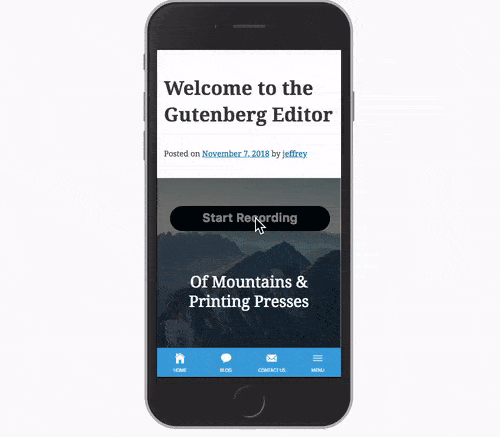 Welcome to the
Gutenberg Editor
Posted on November 7, 2018 by jeffrey
Start Recording
Of Mountains &
Printing Presses
HOME BLOG CONTACT US MENU